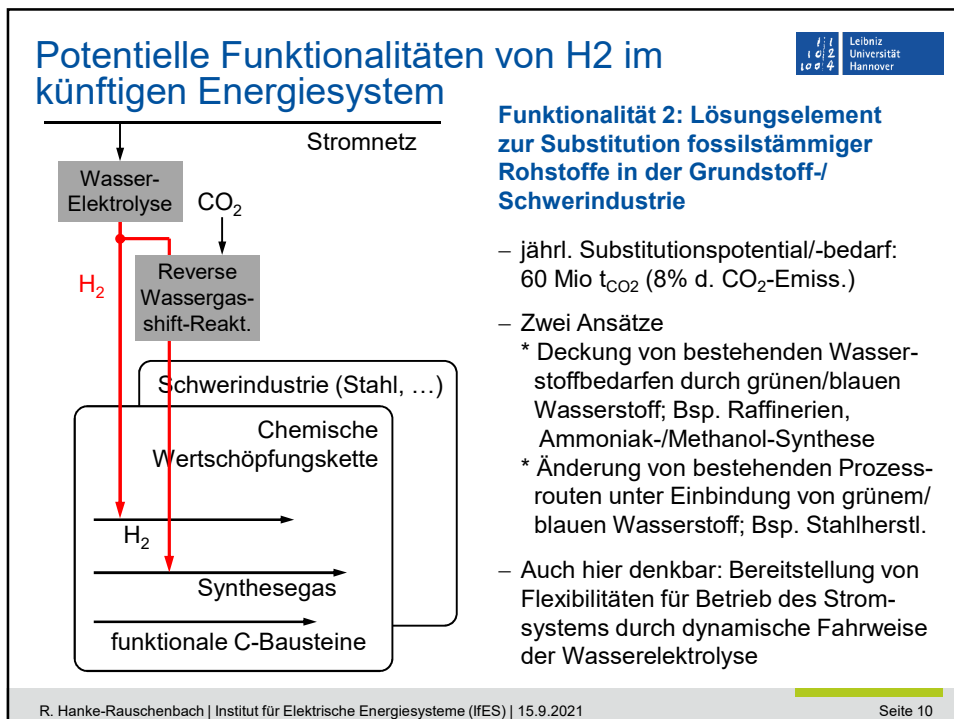 Potentielle Funktionalitäten von H2 im
künftigen Energiesystem
Leibniz
Universität
Hannover
Stromnetz
Wasser-
Elektrolyse
CO₂
H₂
Reverse
Wassergas-
shift-Reakt.
Schwerindustrie (Stahl, …)
Chemische
Wertschöpfungskette
H₂
Synthesegas
funktionale C-Bausteine
Funktionalität 2: Lösungselement
zur Substitution fossilstämmiger
Rohstoffe in der Grundstoff-/
Schwerindustrie
– jährl. Substitutionspotential/-bedarf:
60 Mio t_CO2 (8% d. CO₂-Emiss.)
– Zwei Ansätze
* Deckung von bestehenden Wasser-
stoffbedarfen durch grünen/blauen
Wasserstoff; Bsp. Raffinerien,
Ammoniak-/Methanol-Synthese
* Änderung von bestehenden Prozess-
routen unter Einbindung von grünem/
blauen Wasserstoff; Bsp. Stahlherstl.
– Auch hier denkbar: Bereitstellung von
Flexibilitäten für Betrieb des Strom-
systems durch dynamische Fahrweise
der Wasserelektrolyse
R. Hanke-Rauschenbach | Institut für Elektrische Energiesysteme (IfES) | 15.9.2021
Seite 10